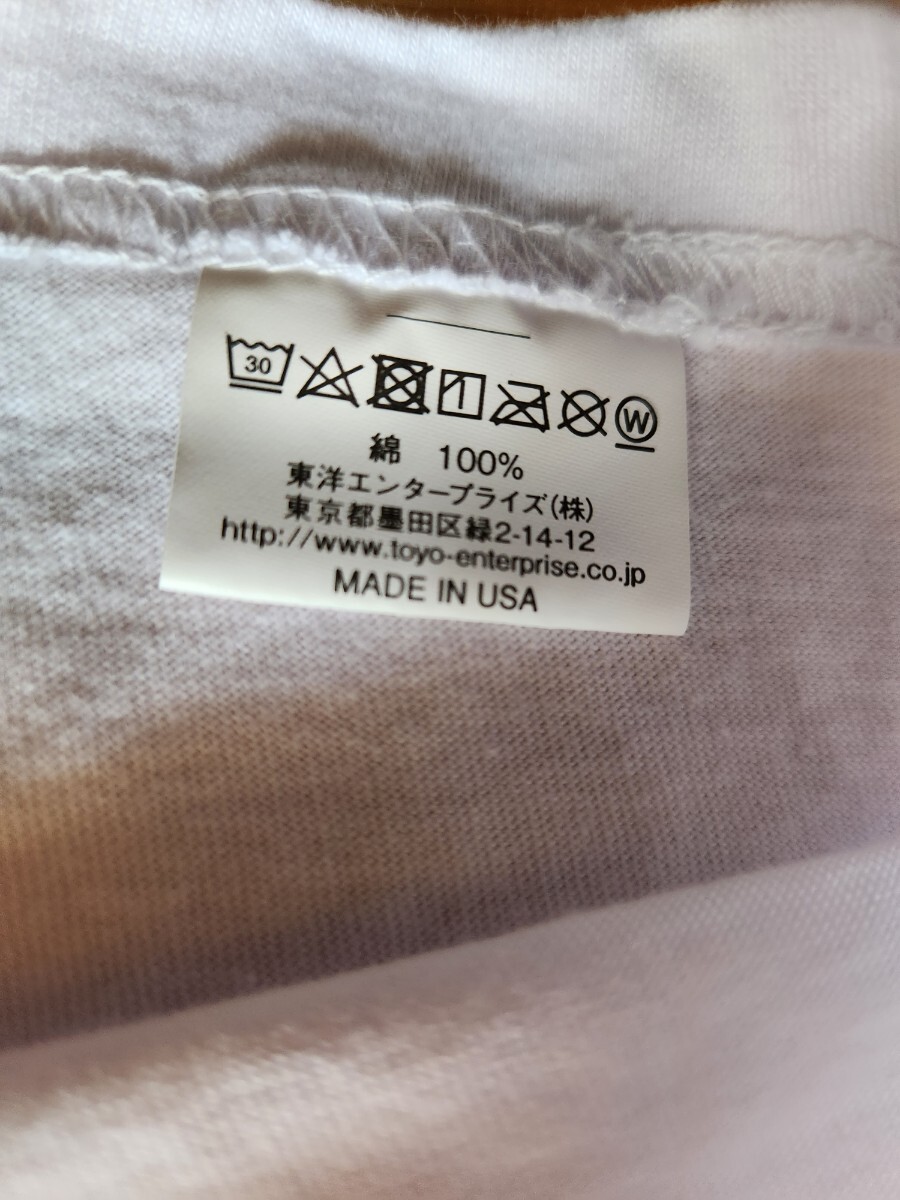 30
W
綿 100%
東洋エンタープライズ(株)
東京都墨田区緑2-14-12
http://www.toyo-enterprise.co.jp
MADE IN USA